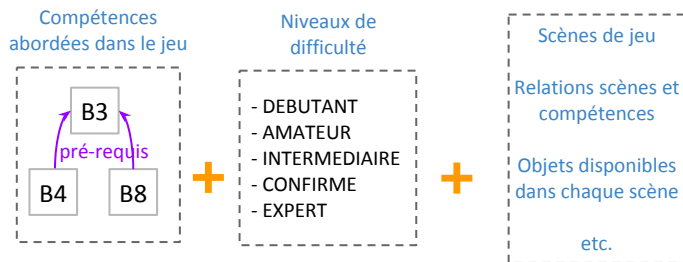 Compétences
abordées dans le jeu
B3
pré-requis
B4
B8
+
Niveaux de
difficulté
- DEBUTANT
- AMATEUR
- INTERMEDIAIRE
- CONFIRME
- EXPERT
+
Scènes de jeu
Relations scènes et
compétences
Objets disponibles
dans chaque scène
etc.